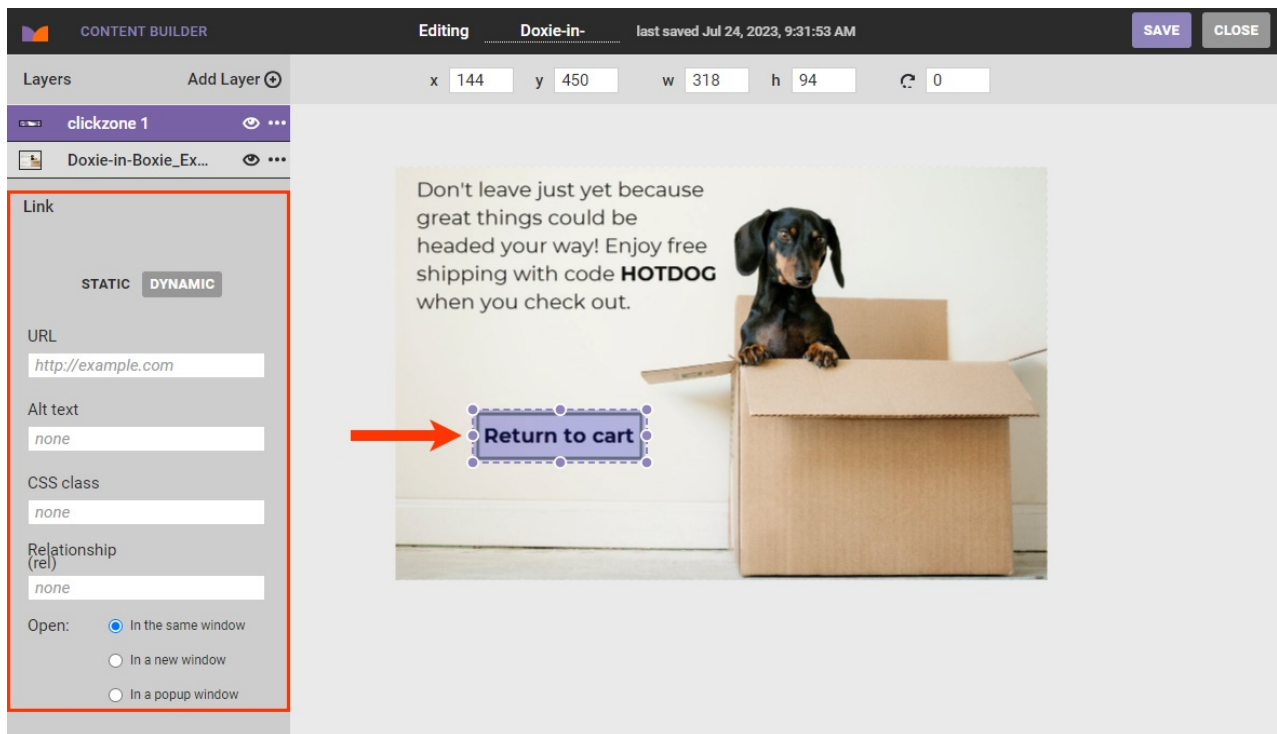 CONTENT BUILDER
Editing Doxie-in- last saved Jul 24, 2023, 9:31:53 AM
SAVE CLOSE
Layers Add Layer
x 144 y 450 w 318 h 94 0
clickzone 1
Doxie-in-Boxie_Ex...
Link
STATIC DYNAMIC
URL
http://example.com
Alt text
none
CSS class
none
Relationship
(rel)
none
Open: In the same window
In a new window
In a popup window
Don't leave just yet because
great things could be
headed your way! Enjoy free
shipping with code HOTDOG
when you check out.
Return to cart